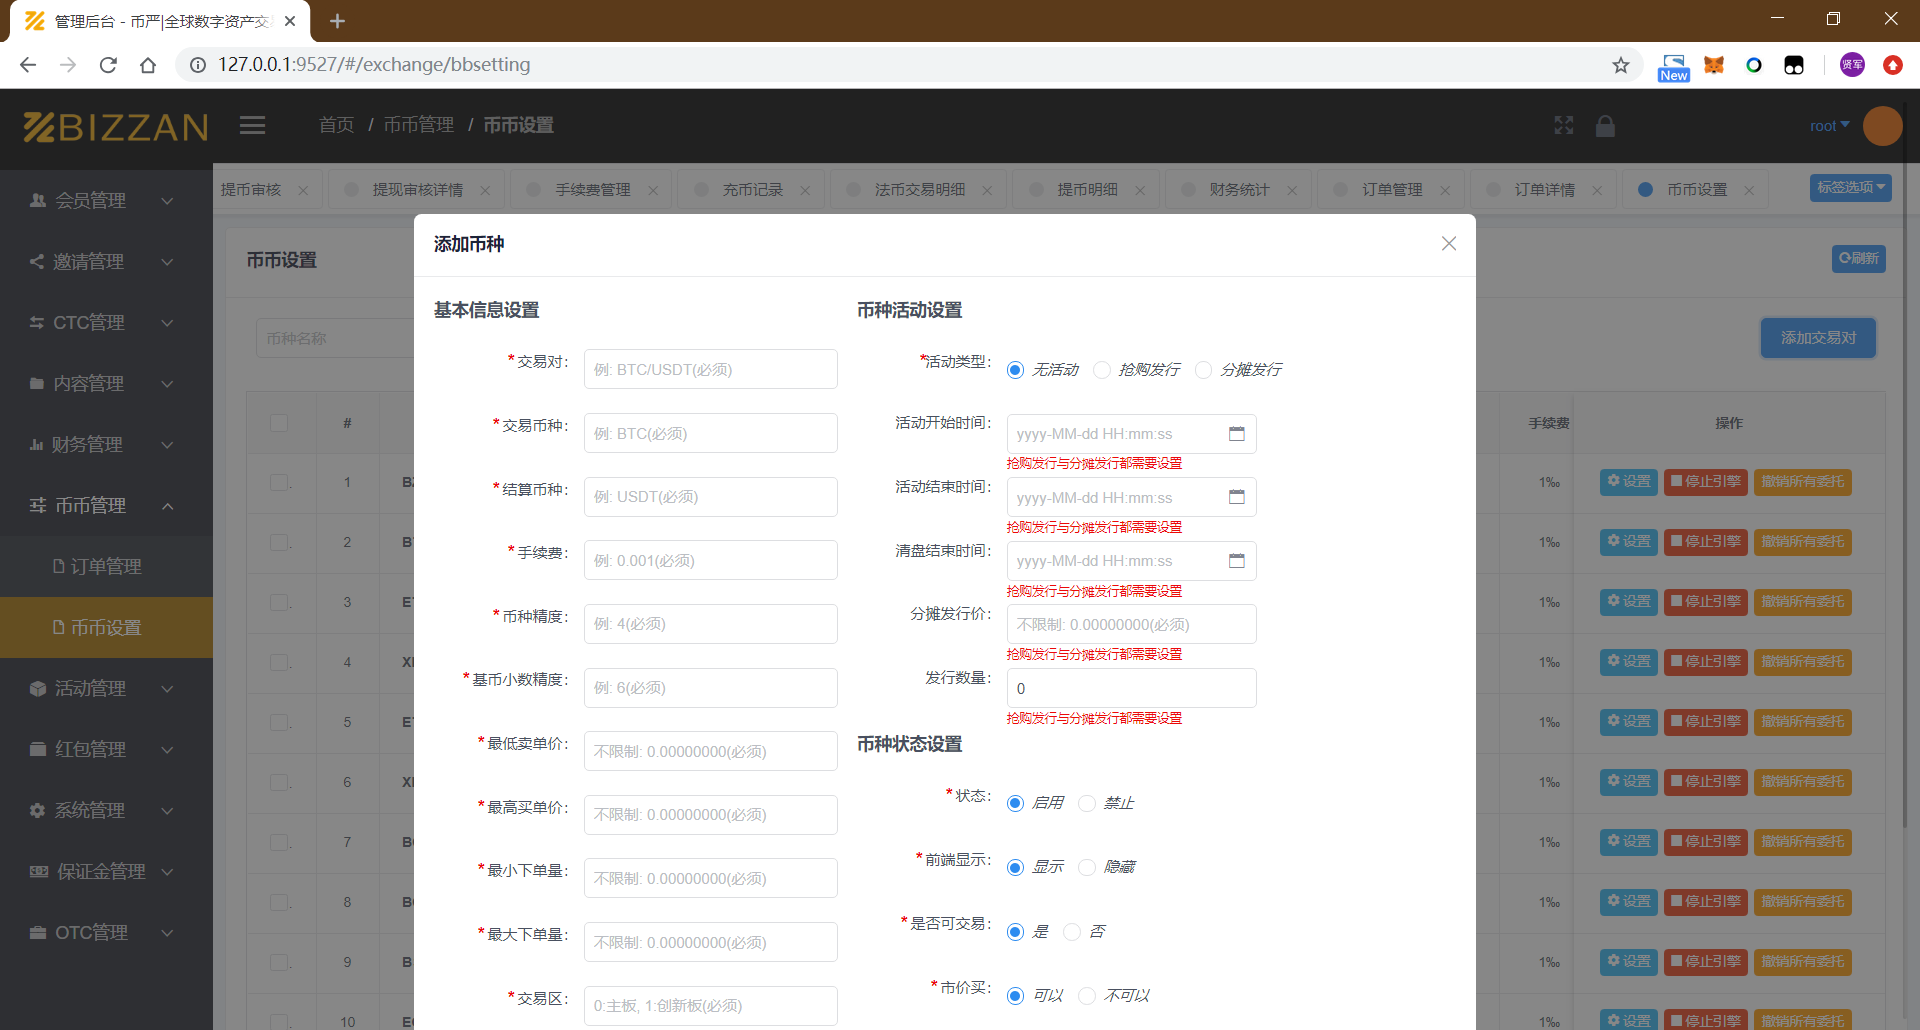 管理后台 - 币严|全球数字资产交
127.0.0.1:9527/#/exchange/bbsetting
New
贤军
BIZZAN
首页 / 币币管理 / 币币设置
root
提币审核
提现审核详情
手续费管理
充币记录
法币交易明细
提币明细
财务统计
订单管理
订单详情
币币设置
标签选项
会员管理
邀请管理
CTC管理
内容管理
财务管理
币币管理
订单管理
币币设置
活动管理
红包管理
系统管理
保证金管理
OTC管理
币币设置
刷新
币种名称
添加交易对
# 手续费 操作
1 1‰ 设置 停止引擎 撤销所有委托
2 1‰ 设置 停止引擎 撤销所有委托
3 1‰ 设置 停止引擎 撤销所有委托
4 1‰ 设置 停止引擎 撤销所有委托
5 1‰ 设置 停止引擎 撤销所有委托
6 1‰ 设置 停止引擎 撤销所有委托
7 1‰ 设置 停止引擎 撤销所有委托
8 1‰ 设置 停止引擎 撤销所有委托
9 1‰ 设置 停止引擎 撤销所有委托
10 1‰ 设置 停止引擎 撤销所有委托
添加币种
基本信息设置
*交易对: 例: BTC/USDT(必须)
*交易币种: 例: BTC(必须)
*结算币种: 例: USDT(必须)
*手续费: 例: 0.001(必须)
*币种精度: 例: 4(必须)
*基币小数精度: 例: 6(必须)
*最低卖单价: 不限制: 0.00000000(必须)
*最高买单价: 不限制: 0.00000000(必须)
*最小下单量: 不限制: 0.00000000(必须)
*最大下单量: 不限制: 0.00000000(必须)
*交易区: 0:主板, 1:创新板(必须)
币种活动设置
*活动类型: 无活动 抢购发行 分摊发行
活动开始时间: yyyy-MM-dd HH:mm:ss
抢购发行与分摊发行都需要设置
活动结束时间: yyyy-MM-dd HH:mm:ss
抢购发行与分摊发行都需要设置
清盘结束时间: yyyy-MM-dd HH:mm:ss
抢购发行与分摊发行都需要设置
分摊发行价: 不限制: 0.00000000(必须)
抢购发行与分摊发行都需要设置
发行数量: 0
抢购发行与分摊发行都需要设置
币种状态设置
*状态: 启用 禁止
*前端显示: 显示 隐藏
*是否可交易: 是 否
*市价买: 可以 不可以